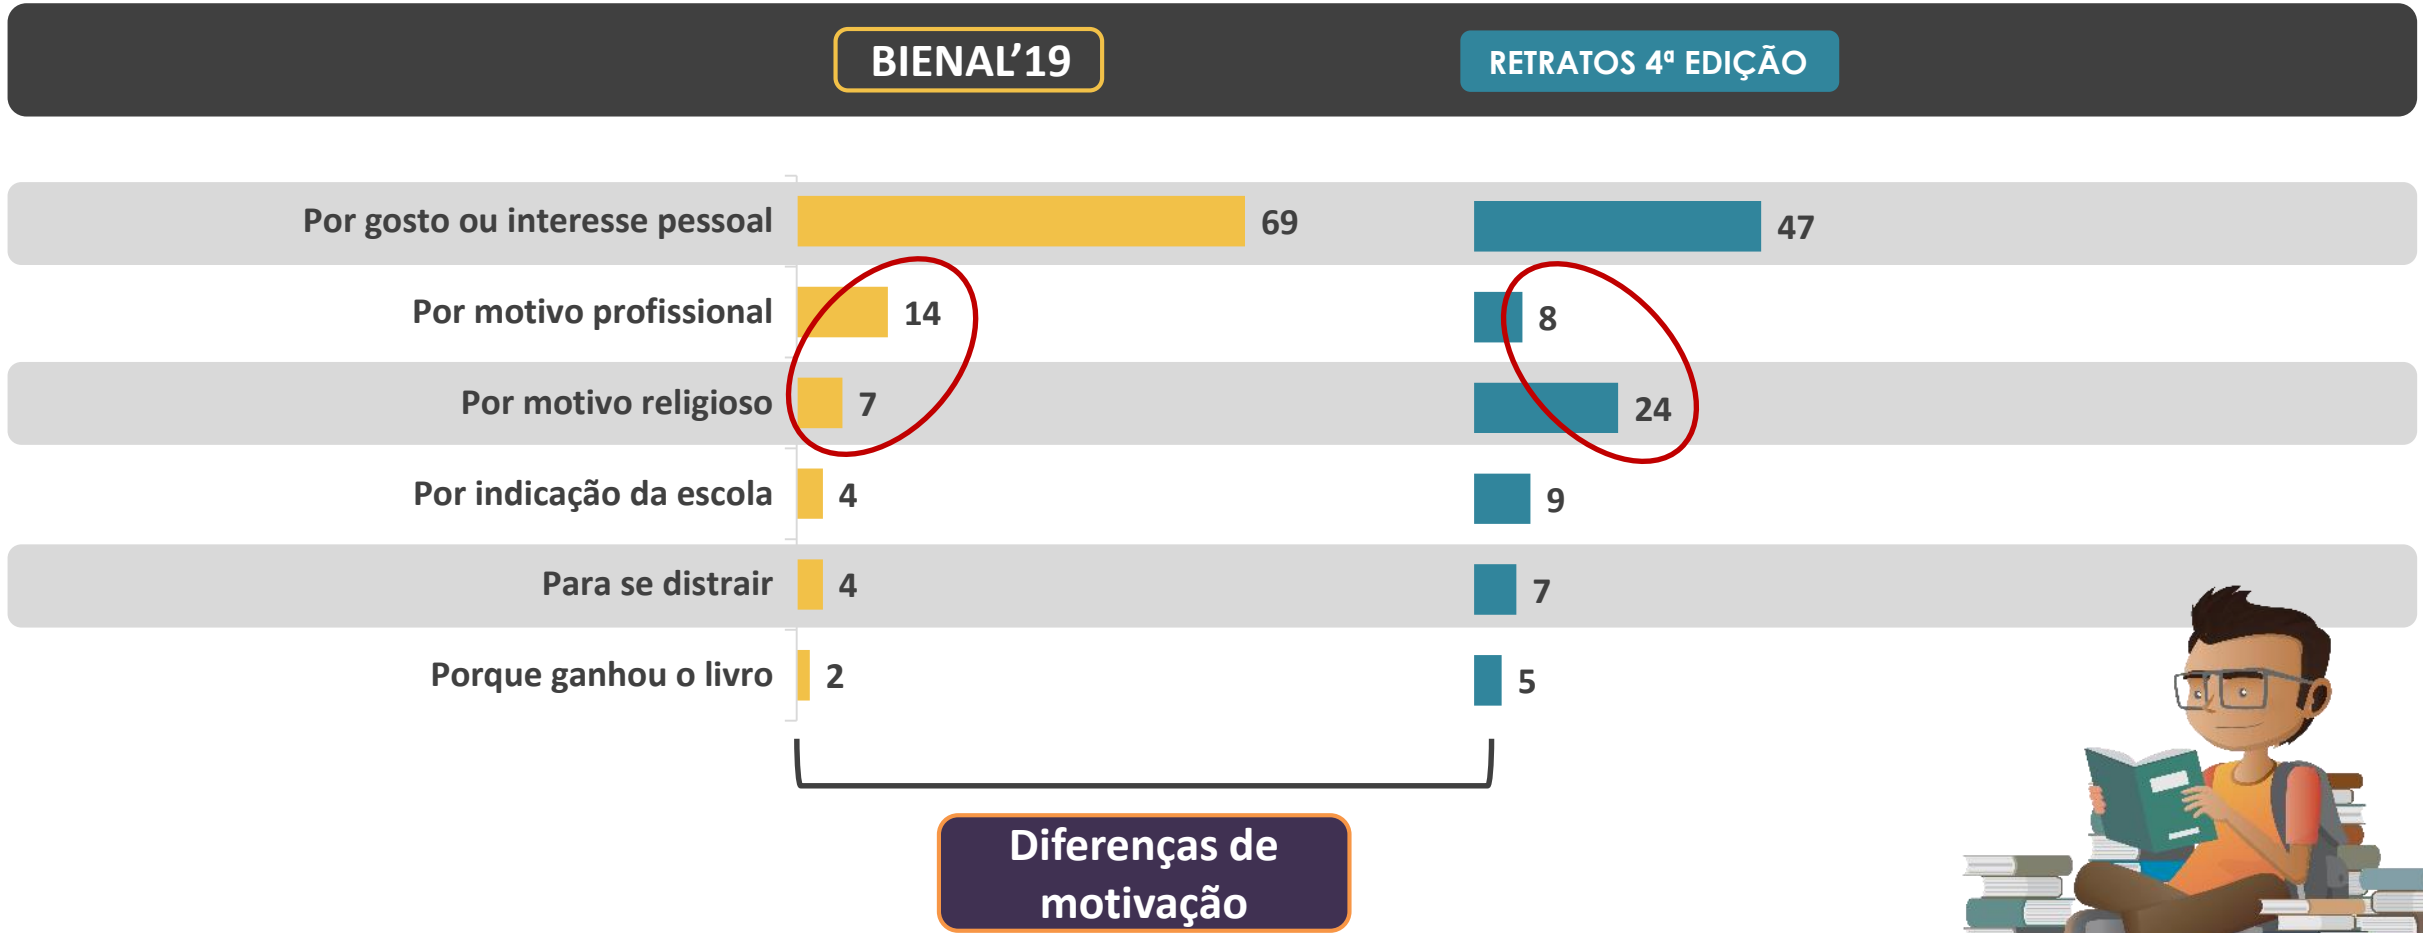 BIENAL’19
RETRATOS 4ª EDIÇÃO
Por gosto ou interesse pessoal 69 47
Por motivo profissional 14 8
Por motivo religioso 7 24
Por indicação da escola 4 9
Para se distrair 4 7
Porque ganhou o livro 2 5
Diferenças de
motivação